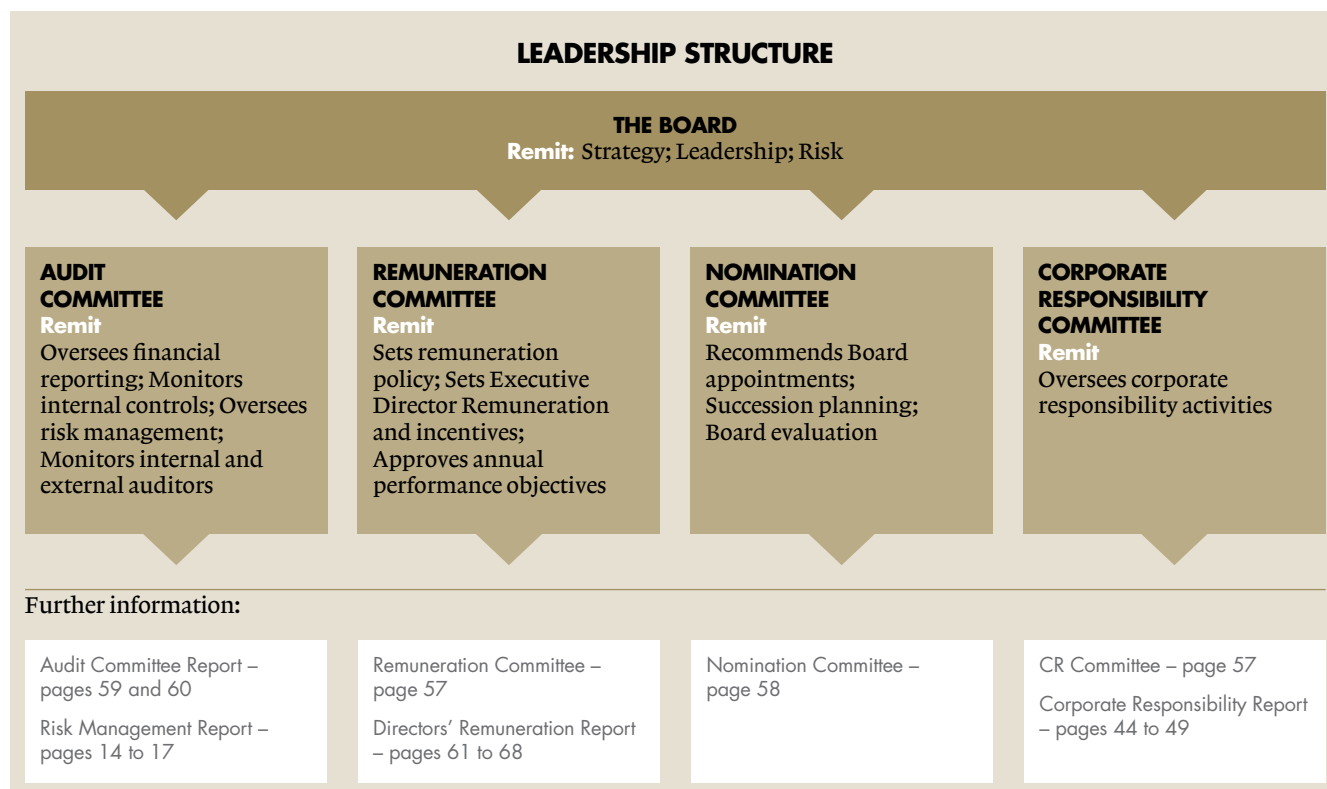 LEADERSHIP STRUCTURE
THE BOARD
Remit: Strategy; Leadership; Risk
AUDIT
COMMITTEE
Remit
Oversees financial
reporting; Monitors
internal controls; Oversees
risk management;
Monitors internal and
external auditors
REMUNERATION
COMMITTEE
Remit
Sets remuneration
policy; Sets Executive
Director Remuneration
and incentives;
Approves annual
performance objectives
NOMINATION
COMMITTEE
Remit
Recommends Board
appointments;
Succession planning;
Board evaluation
CORPORATE
RESPONSIBILITY
COMMITTEE
Remit
Oversees corporate
responsibility activities
Further information:
Audit Committee Report –
pages 59 and 60
Risk Management Report –
pages 14 to 17
Remuneration Committee –
page 57
Directors’ Remuneration Report
– pages 61 to 68
Nomination Committee –
page 58
CR Committee – page 57
Corporate Responsibility Report
– pages 44 to 49